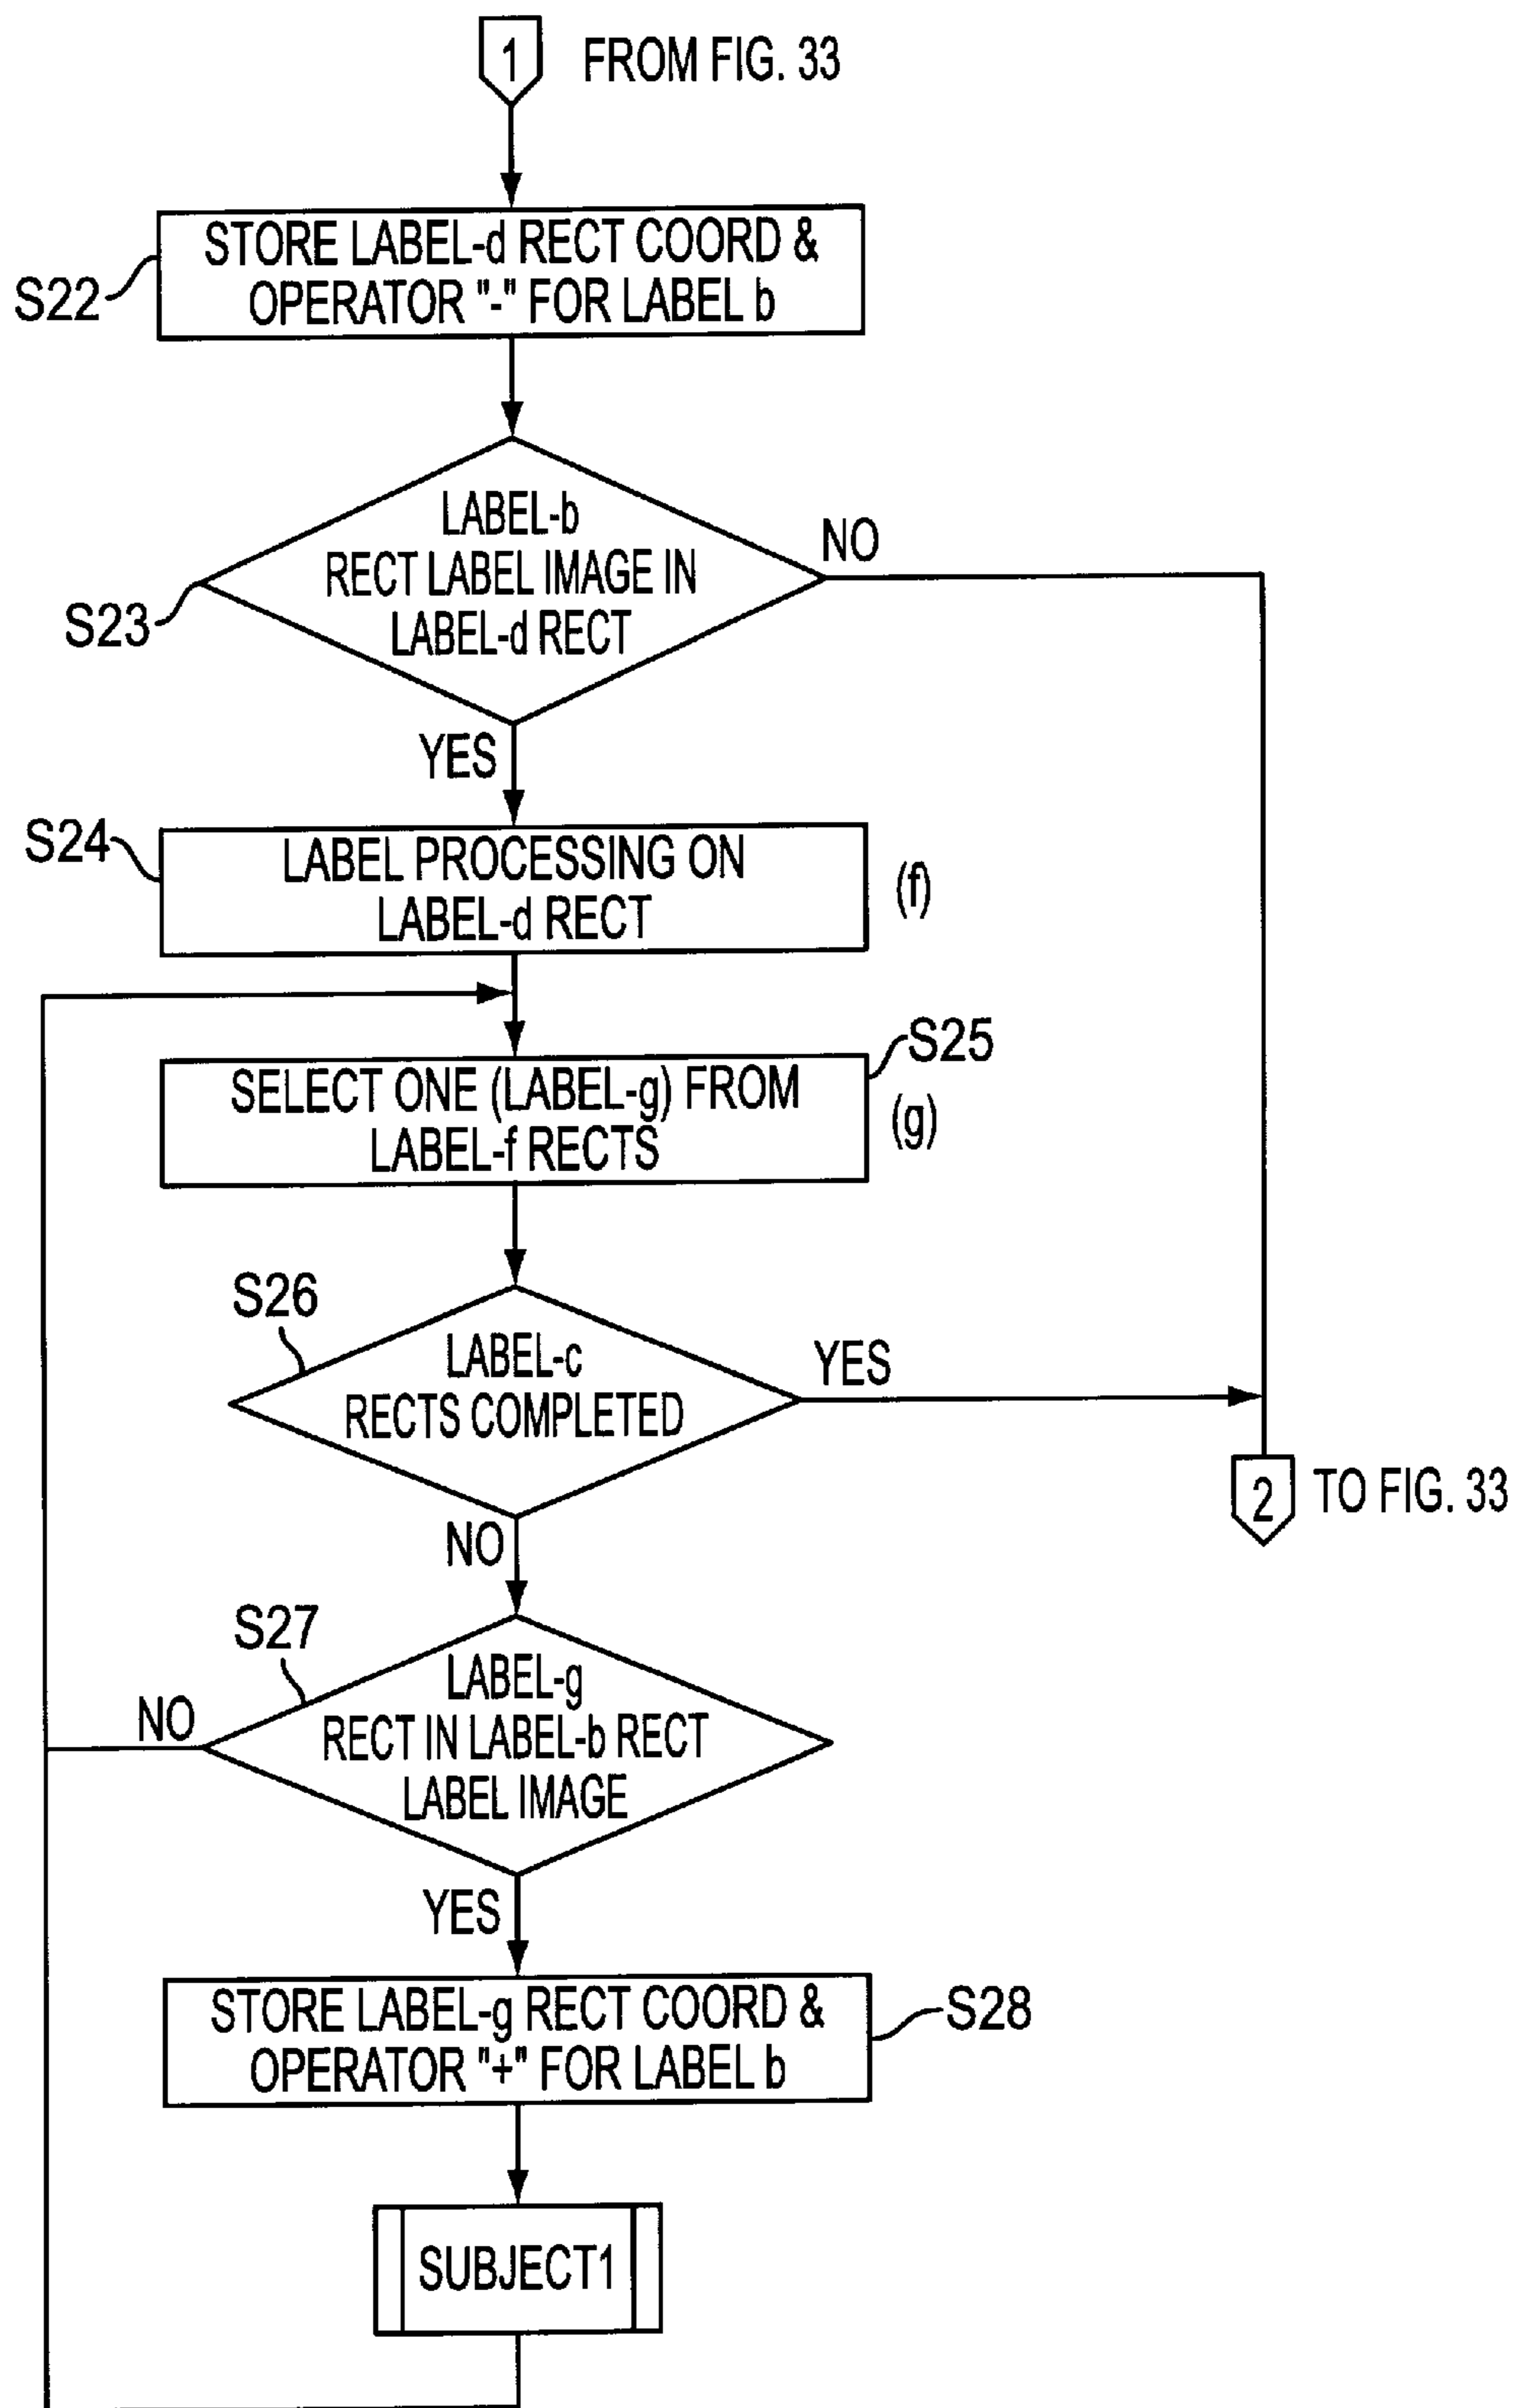 1 FROM FIG. 33
STORE LABEL-d RECT COORD &
OPERATOR "-" FOR LABEL b
S22
LABEL-b
RECT LABEL IMAGE IN
LABEL-d RECT
NO
S23
YES
S24
LABEL PROCESSING ON
LABEL-d RECT
(f)
S25
SELECT ONE (LABEL-g) FROM
LABEL-f RECTS
(g)
S26
LABEL-c
RECTS COMPLETED
YES
2 TO FIG. 33
NO
S27
LABEL-g
RECT IN LABEL-b RECT
LABEL IMAGE
NO
YES
STORE LABEL-g RECT COORD &
OPERATOR "+" FOR LABEL b
S28
SUBJECT1